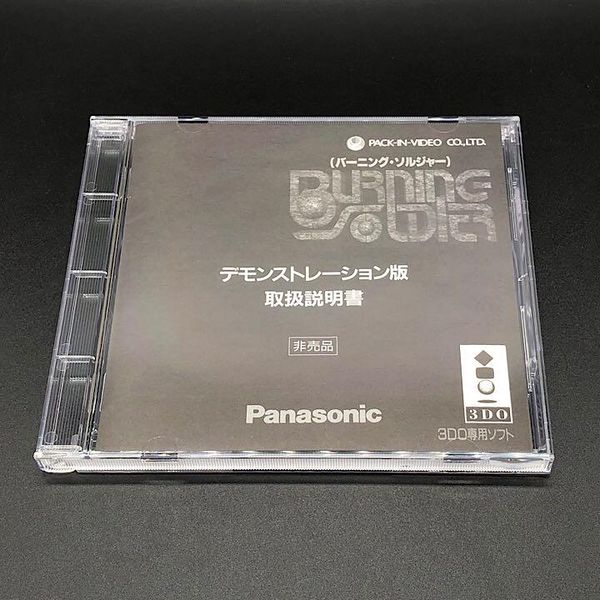 PACK-IN-VIDEO CO.,LTD.
(バーニング・ソルジャー)
BURNING
SOLDIER
デモンストレーション版
取扱説明書
非売品
Panasonic
3DO
3DO専用ソフト